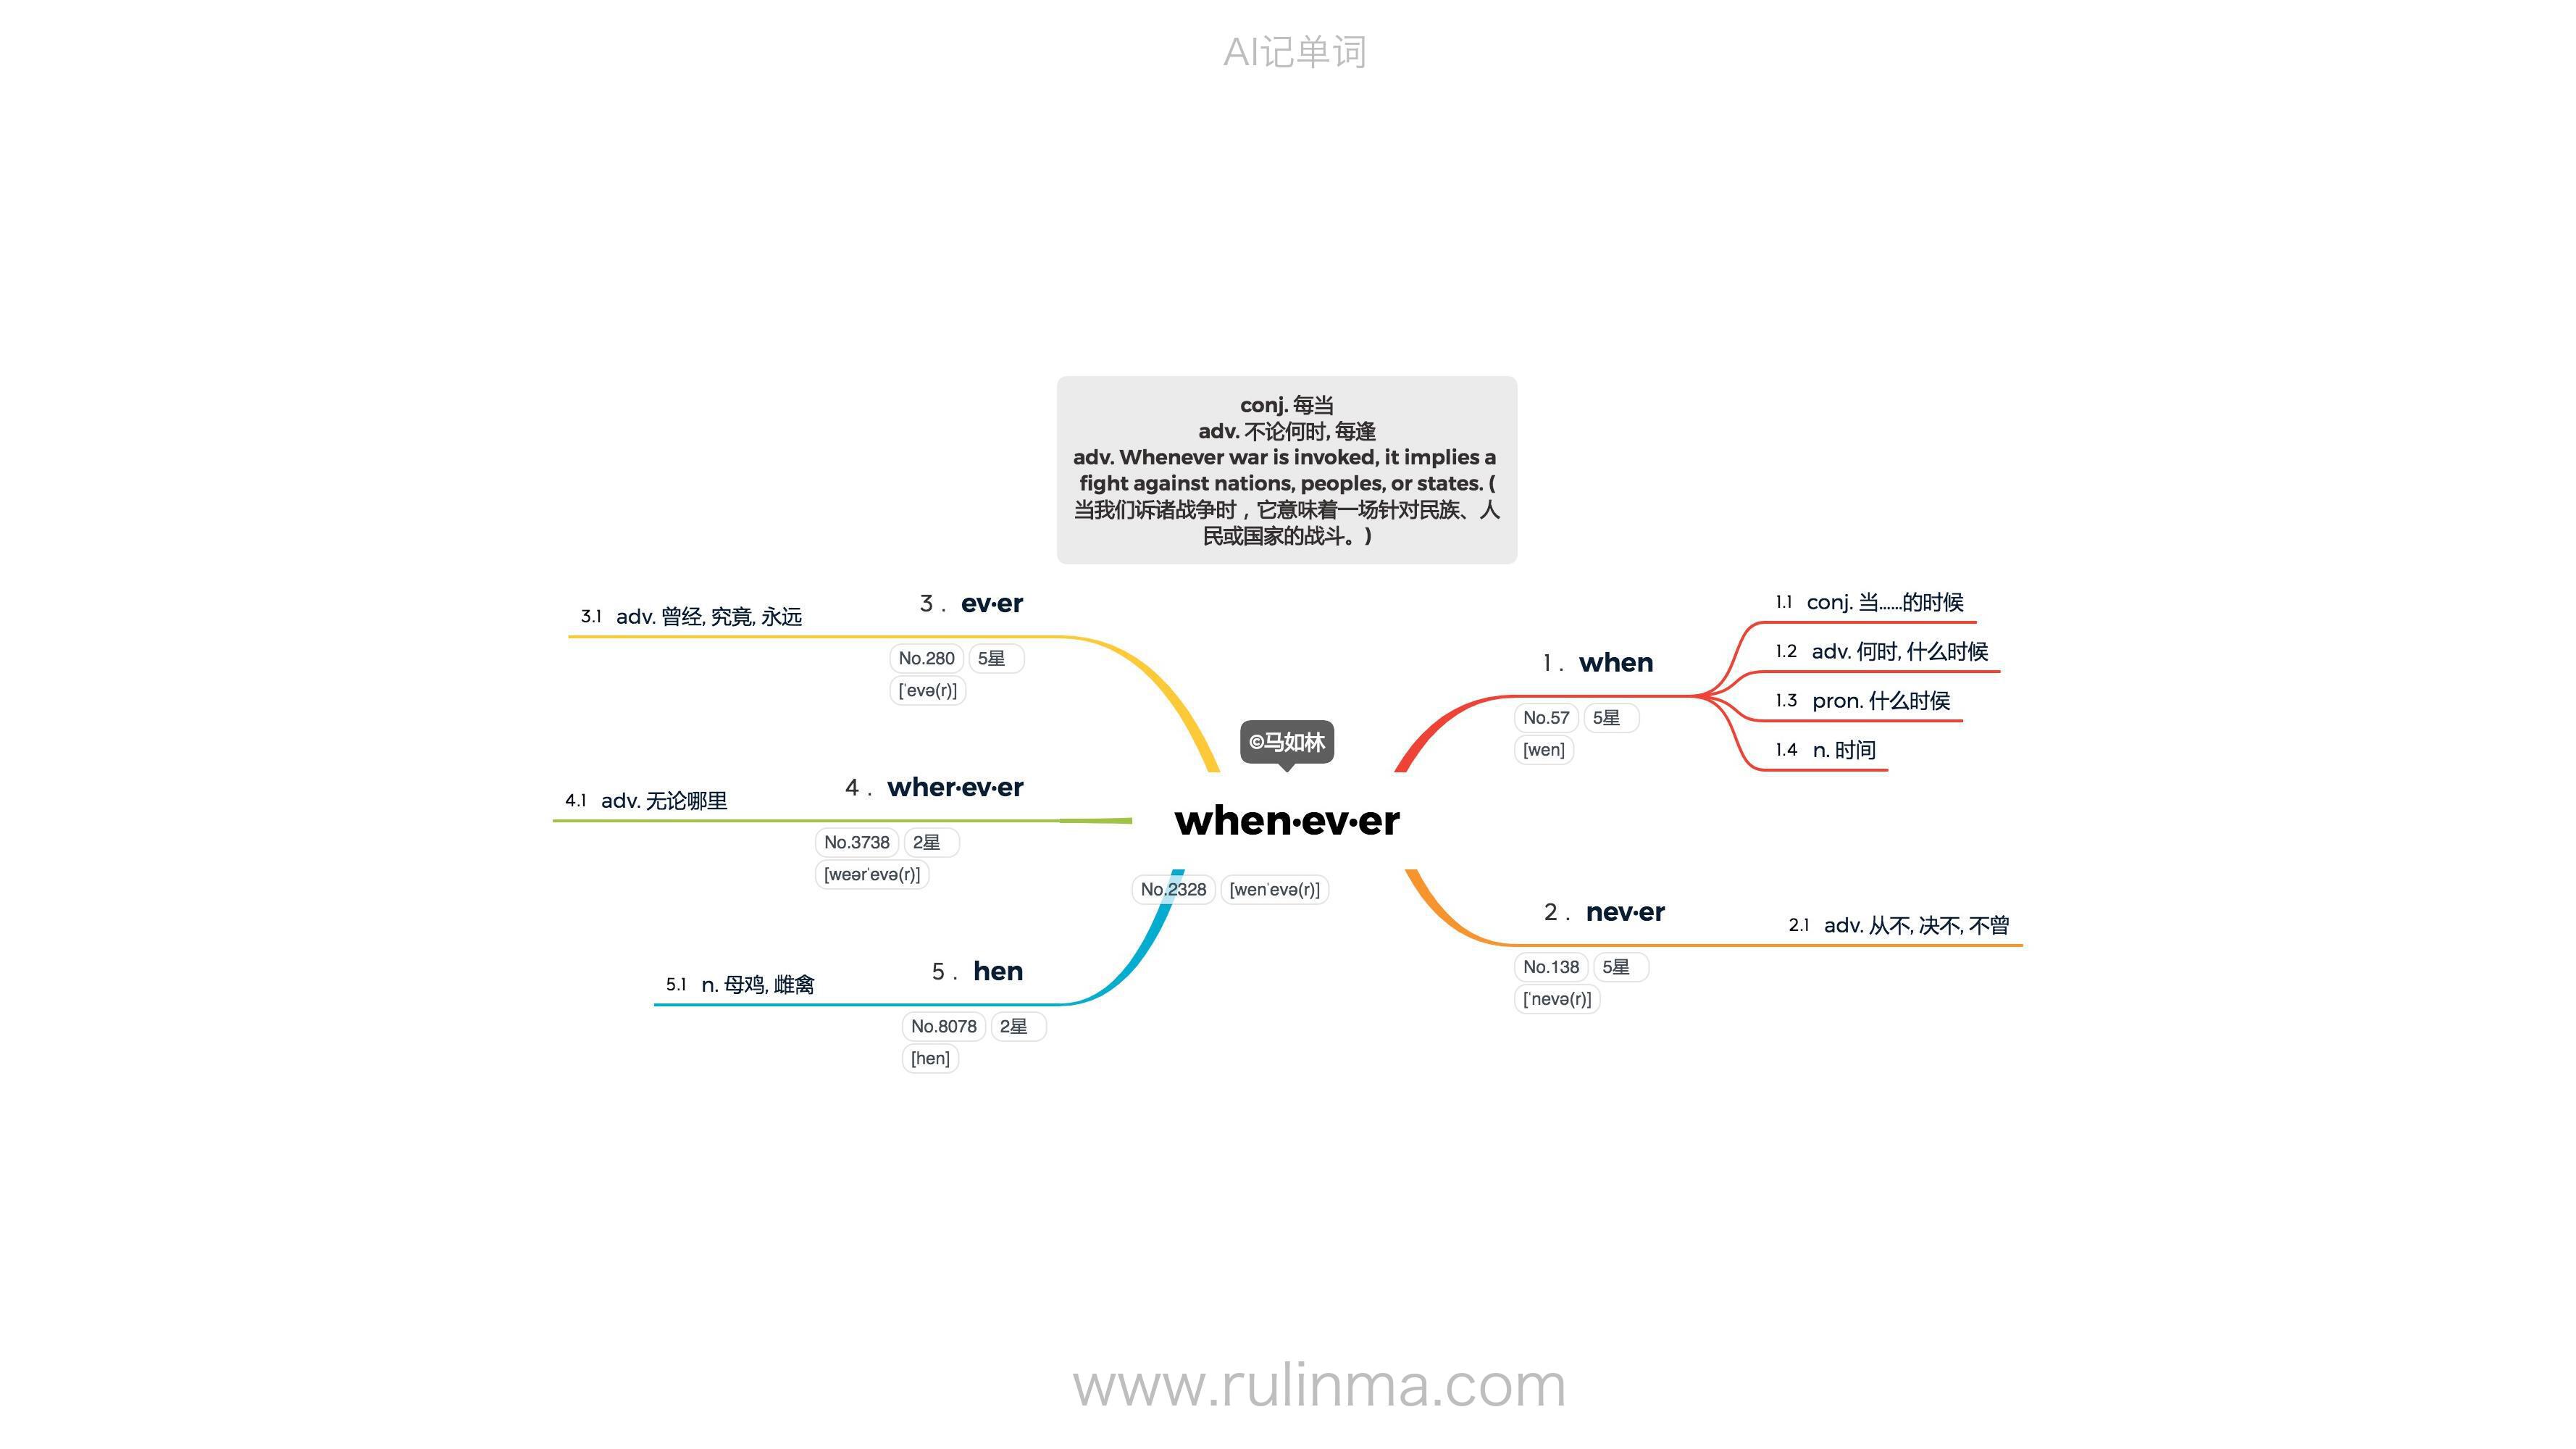 AI记单词
conj. 每当
adv. 不论何时, 每逢
adv. Whenever war is invoked, it implies a
fight against nations, peoples, or states. (
当我们诉诸战争时，它意味着一场针对民族、人
民或国家的战斗。)
©马如林
when·ev·er
No.2328 [wenˈevə(r)]
1 . when
No.57 5星
[wen]
1.1 conj. 当……的时候
1.2 adv. 何时, 什么时候
1.3 pron. 什么时侯
1.4 n. 时间
2 . nev·er
No.138 5星
[ˈnevə(r)]
2.1 adv. 从不, 决不, 不曾
3 . ev·er
No.280 5星
[ˈevə(r)]
3.1 adv. 曾经, 究竟, 永远
4 . wher·ev·er
No.3738 2星
[weərˈevə(r)]
4.1 adv. 无论哪里
5 . hen
No.8078 2星
[hen]
5.1 n. 母鸡, 雌禽
www.rulinma.com